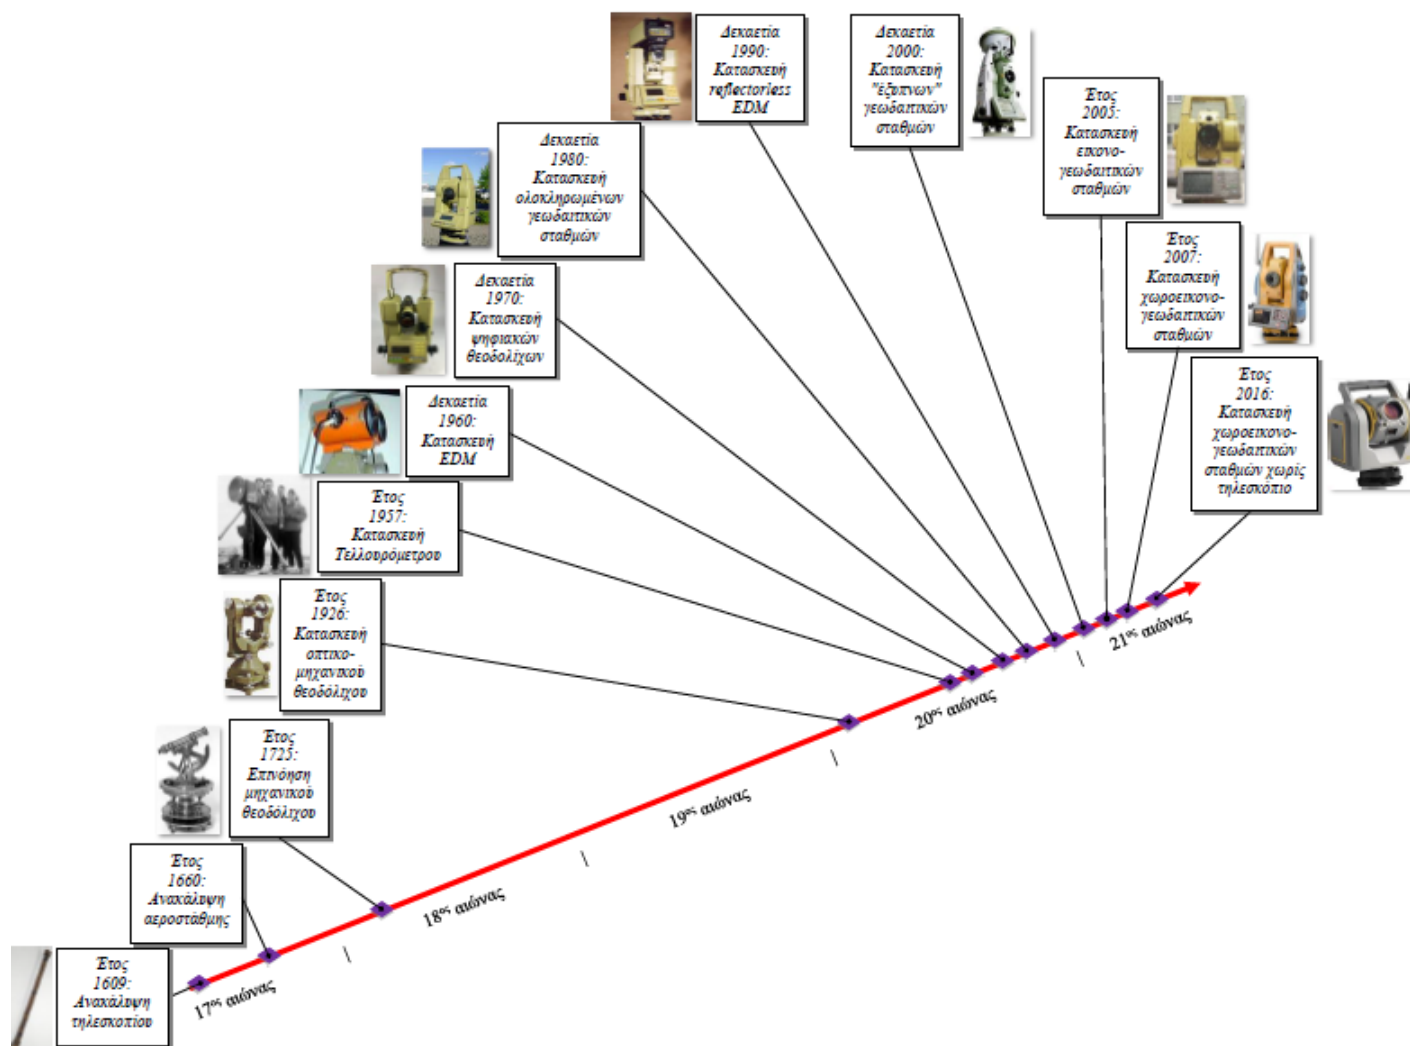 Έτος
1609:
Ανακάλυψη
τηλεσκοπίου
Έτος
1660:
Ανακάλυψη
αεροστάθμης
Έτος
1725:
Επινόηση
μηχανικού
θεοδόλιχου
Έτος
1926:
Κατασκευή
οπτικο-
μηχανικού
θεοδόλιχου
Έτος
1957:
Κατασκευή
Τελλουρόμετρου
Δεκαετία
1960:
Κατασκευή
EDM
Δεκαετία
1970:
Κατασκευή
ψηφιακών
θεοδολίχων
Δεκαετία
1980:
Κατασκευή
ολοκληρωμένων
γεωδαιτικών
σταθμών
Δεκαετία
1990:
Κατασκευή
reflectorless
EDM
Δεκαετία
2000:
Κατασκευή
"έξυπνων"
γεωδαιτικών
σταθμών
Έτος
2005:
Κατασκευή
εικονο-
γεωδαιτικών
σταθμών
Έτος
2007:
Κατασκευή
χωροεικονο-
γεωδαιτικών
σταθμών
Έτος
2016:
Κατασκευή
χωροεικονο-
γεωδαιτικών
σταθμών χωρίς
τηλεσκόπιο
17ος αιώνας
18ος αιώνας
19ος αιώνας
20ος αιώνας
21ος αιώνας